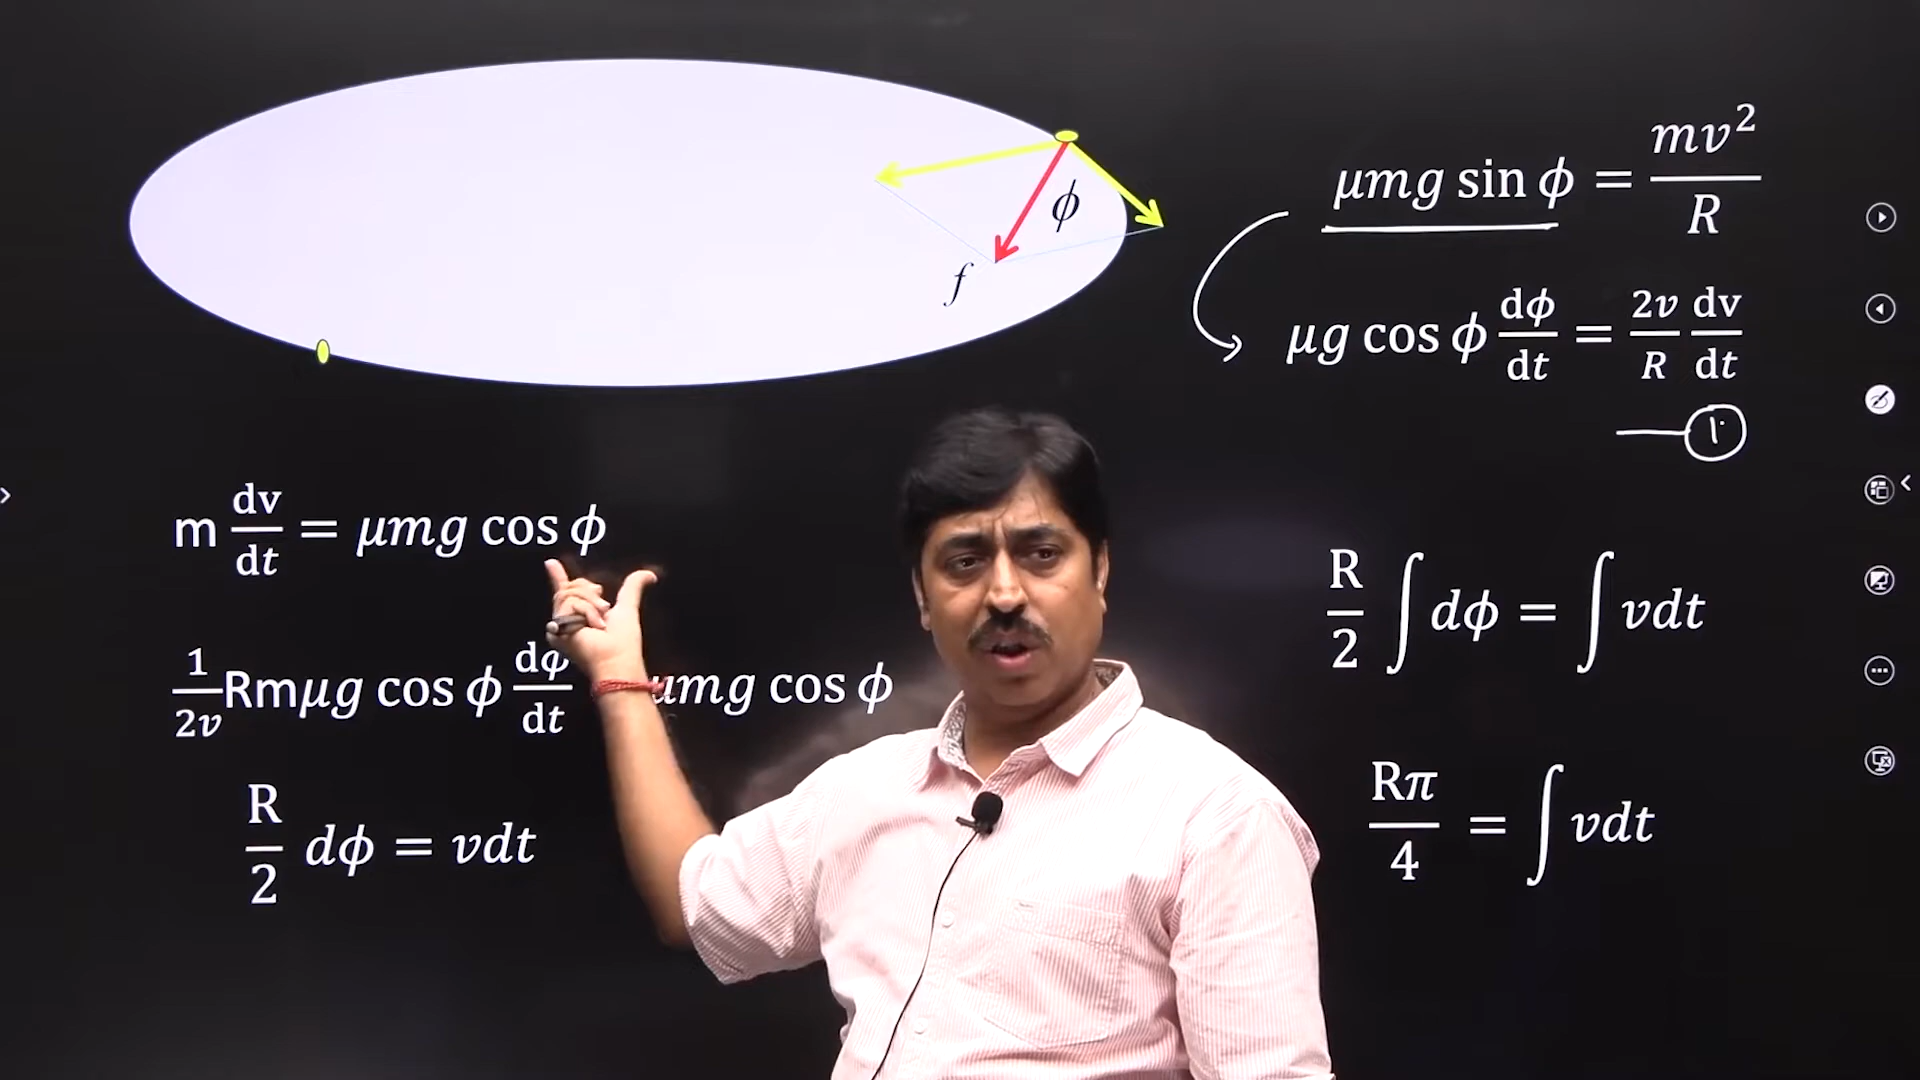 ϕ
f
μmg sin ϕ = mv²/R
μg cos ϕ dϕ/dt = 2v/R dv/dt
1
m dv/dt = μmg cos ϕ
1/2v Rmμg cos ϕ dφ/dt μmg cos ϕ
R/2 dϕ = vdt
R/2 ∫ dϕ = ∫ vdt
Rπ/4 = ∫ vdt